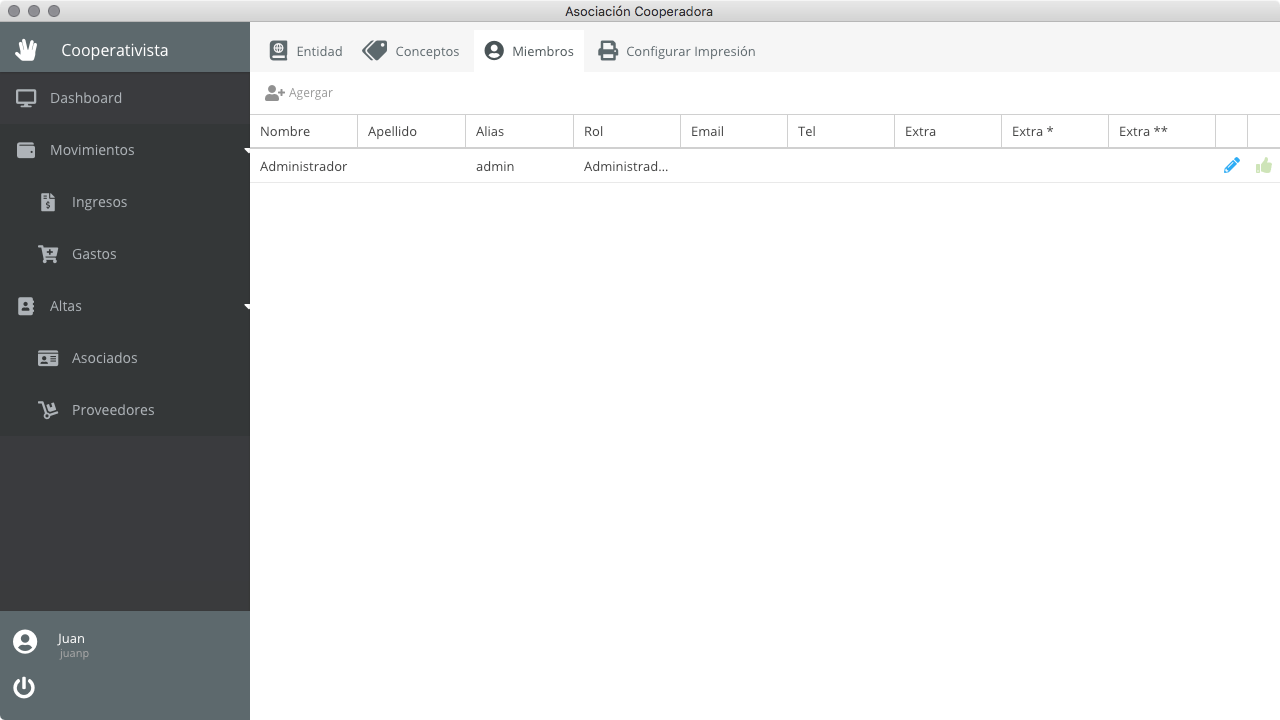 Asociación Cooperadora
Cooperativista
Entidad Conceptos Miembros Configurar Impresión
Dashboard
Agergar
Nombre Apellido Alias Rol Email Tel Extra Extra * Extra **
Movimientos
Administrador admin Administrad...
Ingresos
Gastos
Altas
Asociados
Proveedores
Juan
juanp